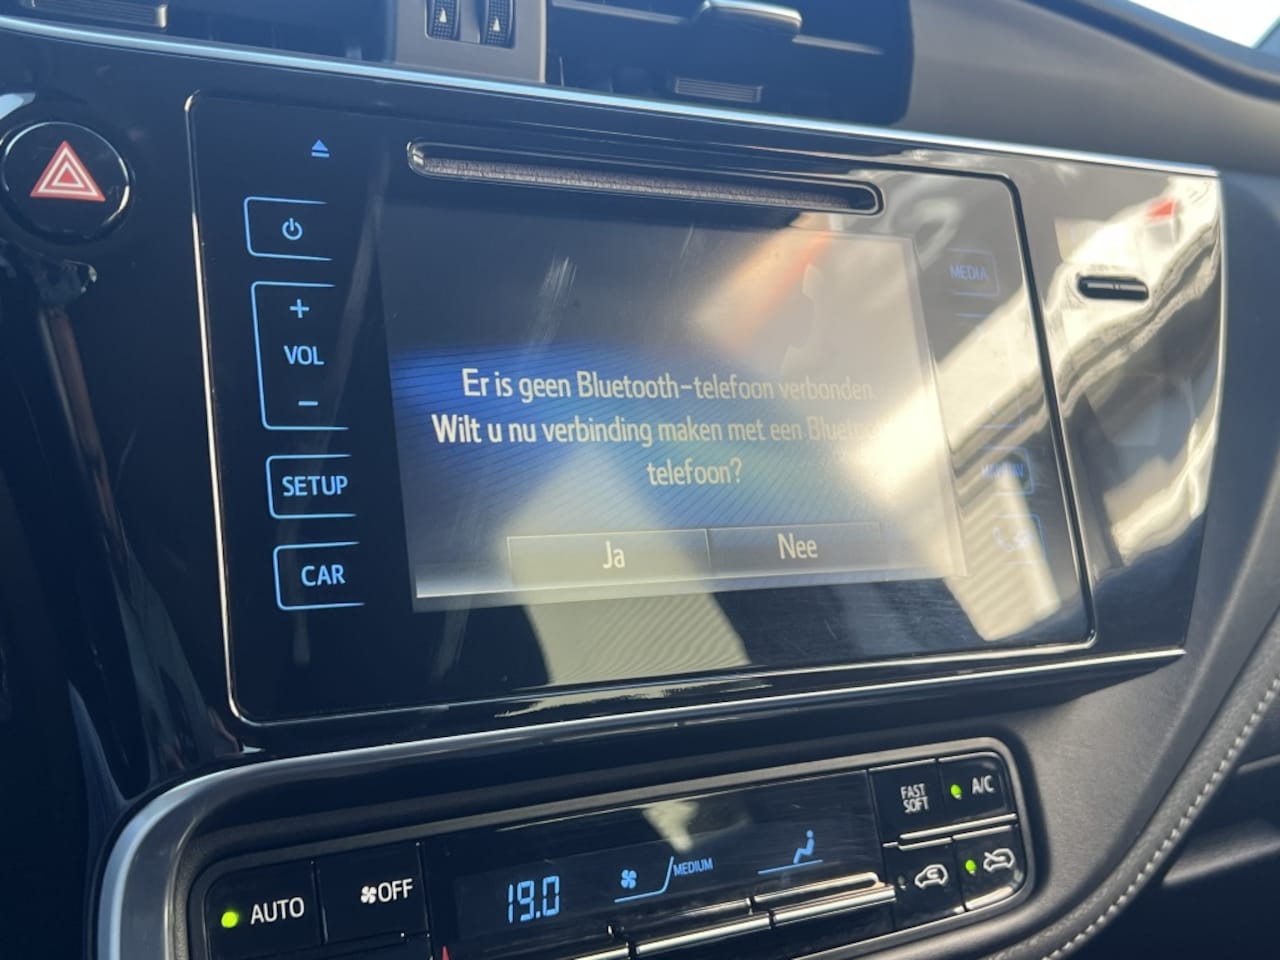 +
VOL
-
SETUP
CAR
MEDIA
Er is geen Bluetooth-telefoon verbonden.
Wilt u nu verbinding maken met een
telefoon?
Ja
Nee
AUTO
OFF
19.0
MEDIUM
FAST
SOFT
A/C